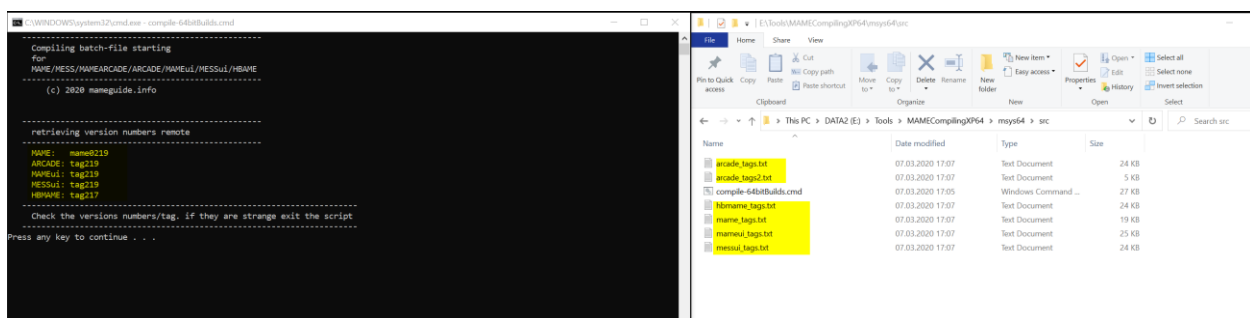 C:\WINDOWS\system32\cmd.exe - compile-64bitBuilds.cmd
--------------------------------------------------
Compiling batch-file starting
for
MAME/MESS/MAMEARCADE/ARCADE/MAMEui/MESSui/HBMAME
--------------------------------------------------
(c) 2020 mameguide.info
--------------------------------------------------
retrieving version numbers remote
--------------------------------------------------
MAME: mame0219
ARCADE: tag219
MAMEui: tag219
MESSui: tag219
HBMAME: tag217
----------------------------------------------------------------------
Check the versions numbers/tag. if they are strange exit the script
----------------------------------------------------------------------
Press any key to continue . . .
E:\Tools\MAMECompilingXP64\msys64\src
File Home Share View
Pin to Quick access
Copy
Paste
Cut
Copy path
Paste shortcut
Move to
Copy to
Delete
Rename
New folder
New item
Easy access
Properties
Open
Edit
History
Select all
Select none
Invert selection
Clipboard Organize New Open Select
This PC > DATA2 (E:) > Tools > MAMECompilingXP64 > msys64 > src
Search src
Name Date modified Type Size
arcade_tags.txt 07.03.2020 17:07 Text Document 24 KB
arcade_tags2.txt 07.03.2020 17:07 Text Document 5 KB
compile-64bitBuilds.cmd 07.03.2020 17:05 Windows Command ... 27 KB
hbmame_tags.txt 07.03.2020 17:07 Text Document 24 KB
mame_tags.txt 07.03.2020 17:07 Text Document 19 KB
mameui_tags.txt 07.03.2020 17:07 Text Document 25 KB
messui_tags.txt 07.03.2020 17:07 Text Document 24 KB